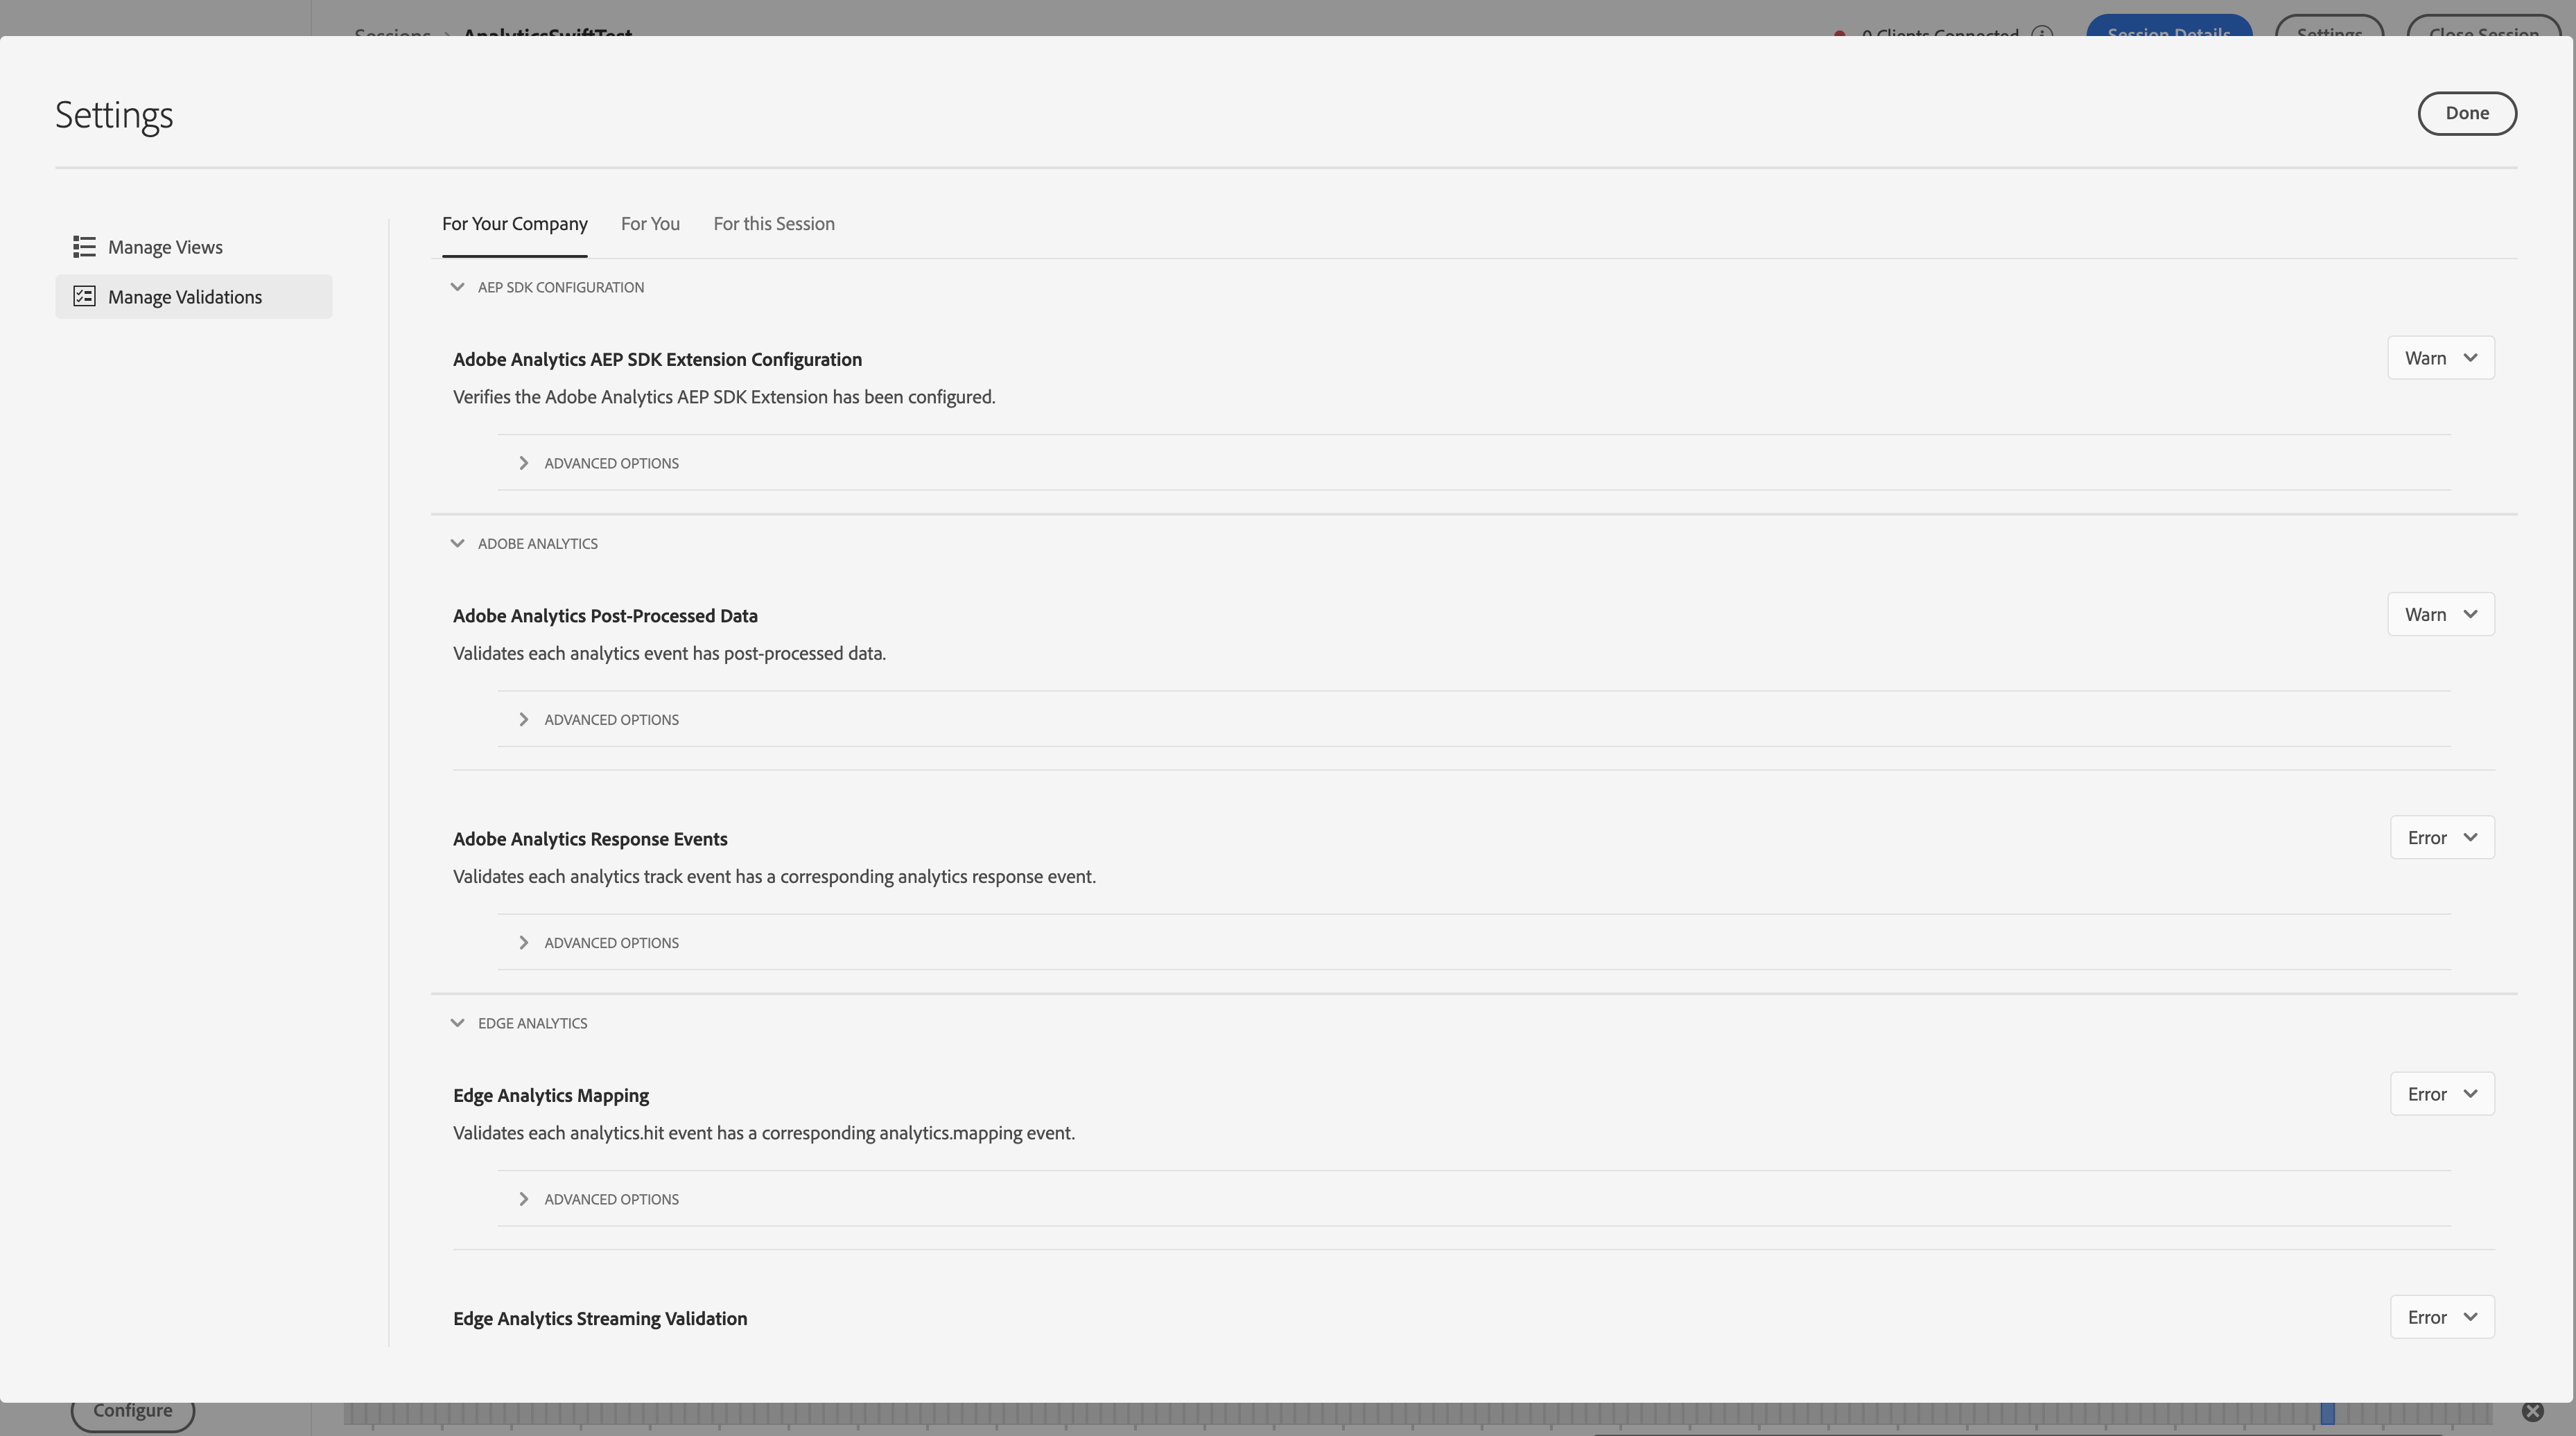 Sessions > AnalyticsSwiftTest
0 Clients Connected
Session Details
Settings
Close Session
Settings
Done
Manage Views
Manage Validations
For Your Company
For You
For this Session
AEP SDK CONFIGURATION
Adobe Analytics AEP SDK Extension Configuration
Warn
Verifies the Adobe Analytics AEP SDK Extension has been configured.
ADVANCED OPTIONS
ADOBE ANALYTICS
Adobe Analytics Post-Processed Data
Warn
Validates each analytics event has post-processed data.
ADVANCED OPTIONS
Adobe Analytics Response Events
Error
Validates each analytics track event has a corresponding analytics response event.
ADVANCED OPTIONS
EDGE ANALYTICS
Edge Analytics Mapping
Error
Validates each analytics.hit event has a corresponding analytics.mapping event.
ADVANCED OPTIONS
Edge Analytics Streaming Validation
Error
Configure